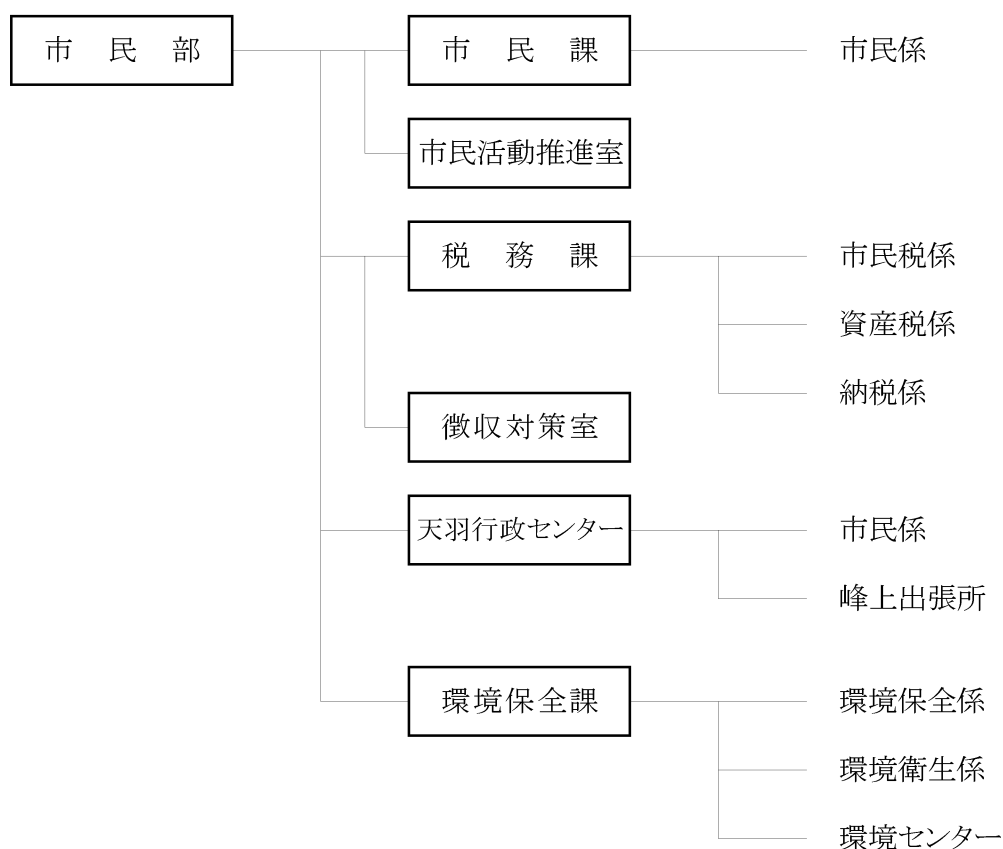 市民部
市民課
市民係
市民活動推進室
税務課
市民税係
資産税係
納税係
徴収対策室
天羽行政センター
市民係
峰上出張所
環境保全課
環境保全係
環境衛生係
環境センター